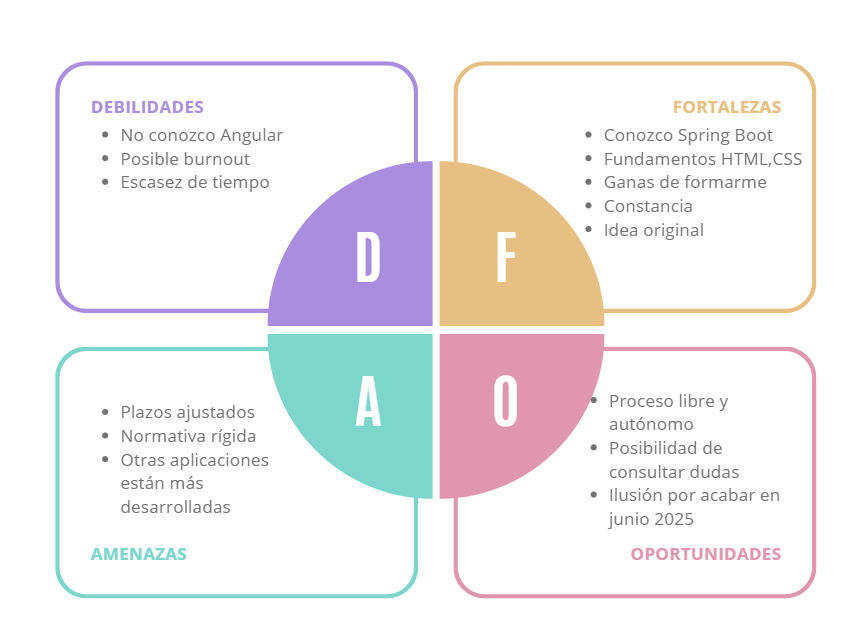 DEBILIDADES
No conozco Angular
Posible burnout
Escasez de tiempo
FORTALEZAS
Conozco Spring Boot
Fundamentos HTML,CSS
Ganas de formarme
Constancia
Idea original
D
F
A
O
Plazos ajustados
Normativa rígida
Otras aplicaciones
están más
desarrolladas
AMENAZAS
Proceso libre y
autónomo
Posibilidad de
consultar dudas
Ilusión por acabar en
junio 2025
OPORTUNIDADES